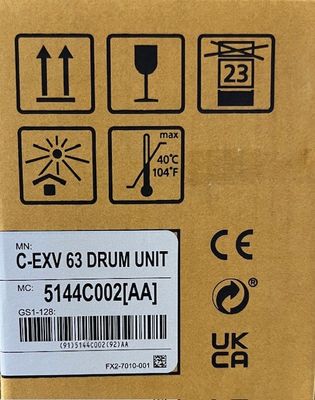 23
max
40°C
104°F
MN:
C-EXV 63 DRUM UNIT
MC: 5144C002[AA]
GS1-128:
(91)5144C002(92)AA
FX2-7010-001
CE
UK
CA